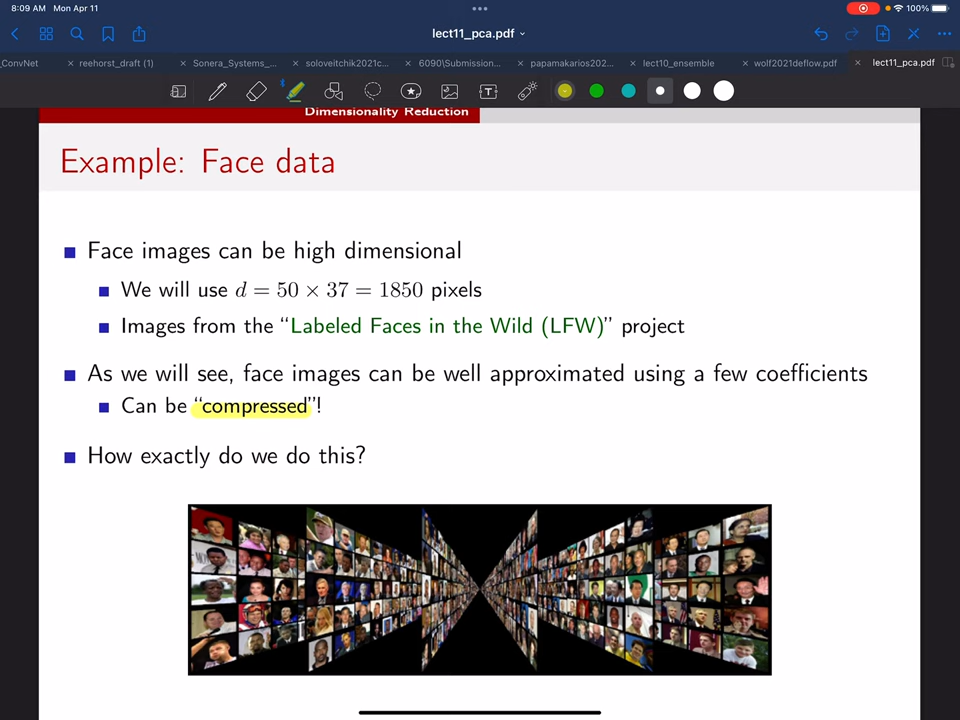 8:09 AM Mon Apr 11
100%
lect11_pca.pdf
_ConvNet
reehorst_draft (1)
Sonera_Systems_...
soloveitchik2021c...
6090\Submission...
papamakarios202...
lect10_ensemble
wolf2021deflow.pdf
lect11_pca.pdf
Dimensionality Reduction
Example: Face data
Face images can be high dimensional
We will use d = 50 × 37 = 1850 pixels
Images from the “Labeled Faces in the Wild (LFW)” project
As we will see, face images can be well approximated using a few coefficients
Can be “compressed”!
How exactly do we do this?